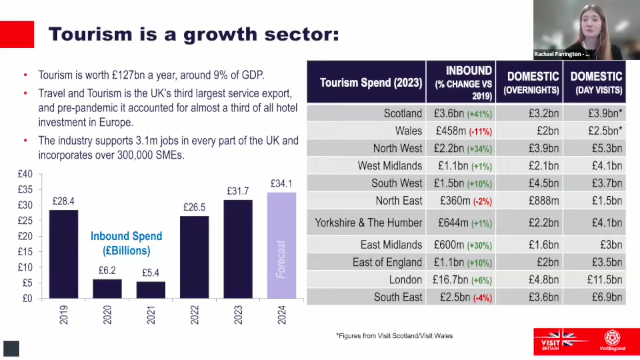 Tourism is a growth sector:
Rachael Farrington -
• Tourism is worth £127bn a year, around 9% of GDP.
• Travel and Tourism is the UK's third largest service export,
and pre-pandemic it accounted for almost a third of all hotel
investment in Europe.
• The industry supports 3.1m jobs in every part of the UK and
incorporates over 300,000 SMEs.
Inbound Spend
(£Billions)
£40
£35
£30
£25
£20
£15
£10
£5
£0
28.4
6.2
5.4
26.5
31.7
£34.1
Forecast
2019
2020
2021
2022
2023
2024
Tourism Spend (2023) INBOUND (% CHANGE VS 2019) DOMESTIC (OVERNIGHTS) DOMESTIC (DAY VISITS)
Scotland £3.6bn (+41%) £3.2bn £3.9bn*
Wales £458m (-11%) £2bn £2.5bn*
North West £2.2bn (+34%) £3.9bn £5.3bn
West Midlands £1.1bn (+1%) £2.1bn £4.1bn
South West £1.5bn (+10%) £4.5bn £3.7bn
North East £360m (-2%) £888m £1.5bn
Yorkshire & The Humber £644m (+1%) £2.2bn £4.1bn
East Midlands £600m (+30%) £1.6bn £3bn
East of England £1.1bn (+10%) £2bn £3.5bn
London £16.7bn (+6%) £4.8bn £11.5bn
South East £2.5bn (-4%) £3.6bn £6.9bn
*Figures from Visit Scotland/Visit Wales
VISIT
BRITAIN
VisitEngland